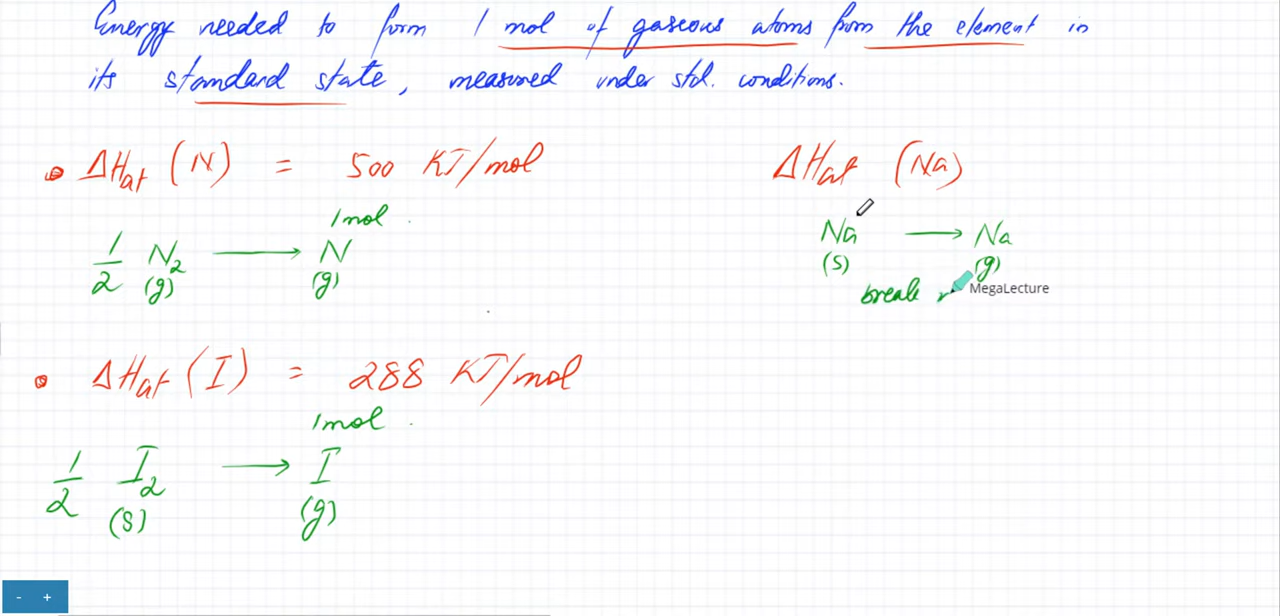 Energy needed to form 1 mol of gaseous atoms from the element in
its standard state, measured under std. conditions.
• ΔHat (N) = 500 KJ/mol
1mol
1/2 N₂ ⟶ N
(g) (g)
ΔHat (Na)
Na ⟶ Na
(s) (g)
break
MegaLecture
• ΔHat (I) = 288 KJ/mol
1mol
1/2 I₂ ⟶ I
(s) (g)
- +